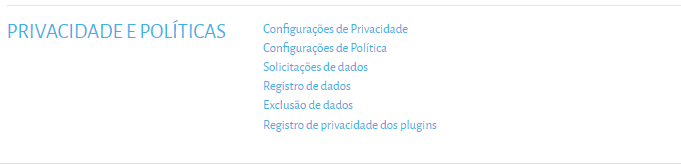 PRIVACIDADE E POLÍTICAS
Configurações de Privacidade
Configurações de Política
Solicitações de dados
Registro de dados
Exclusão de dados
Registro de privacidade dos plugins